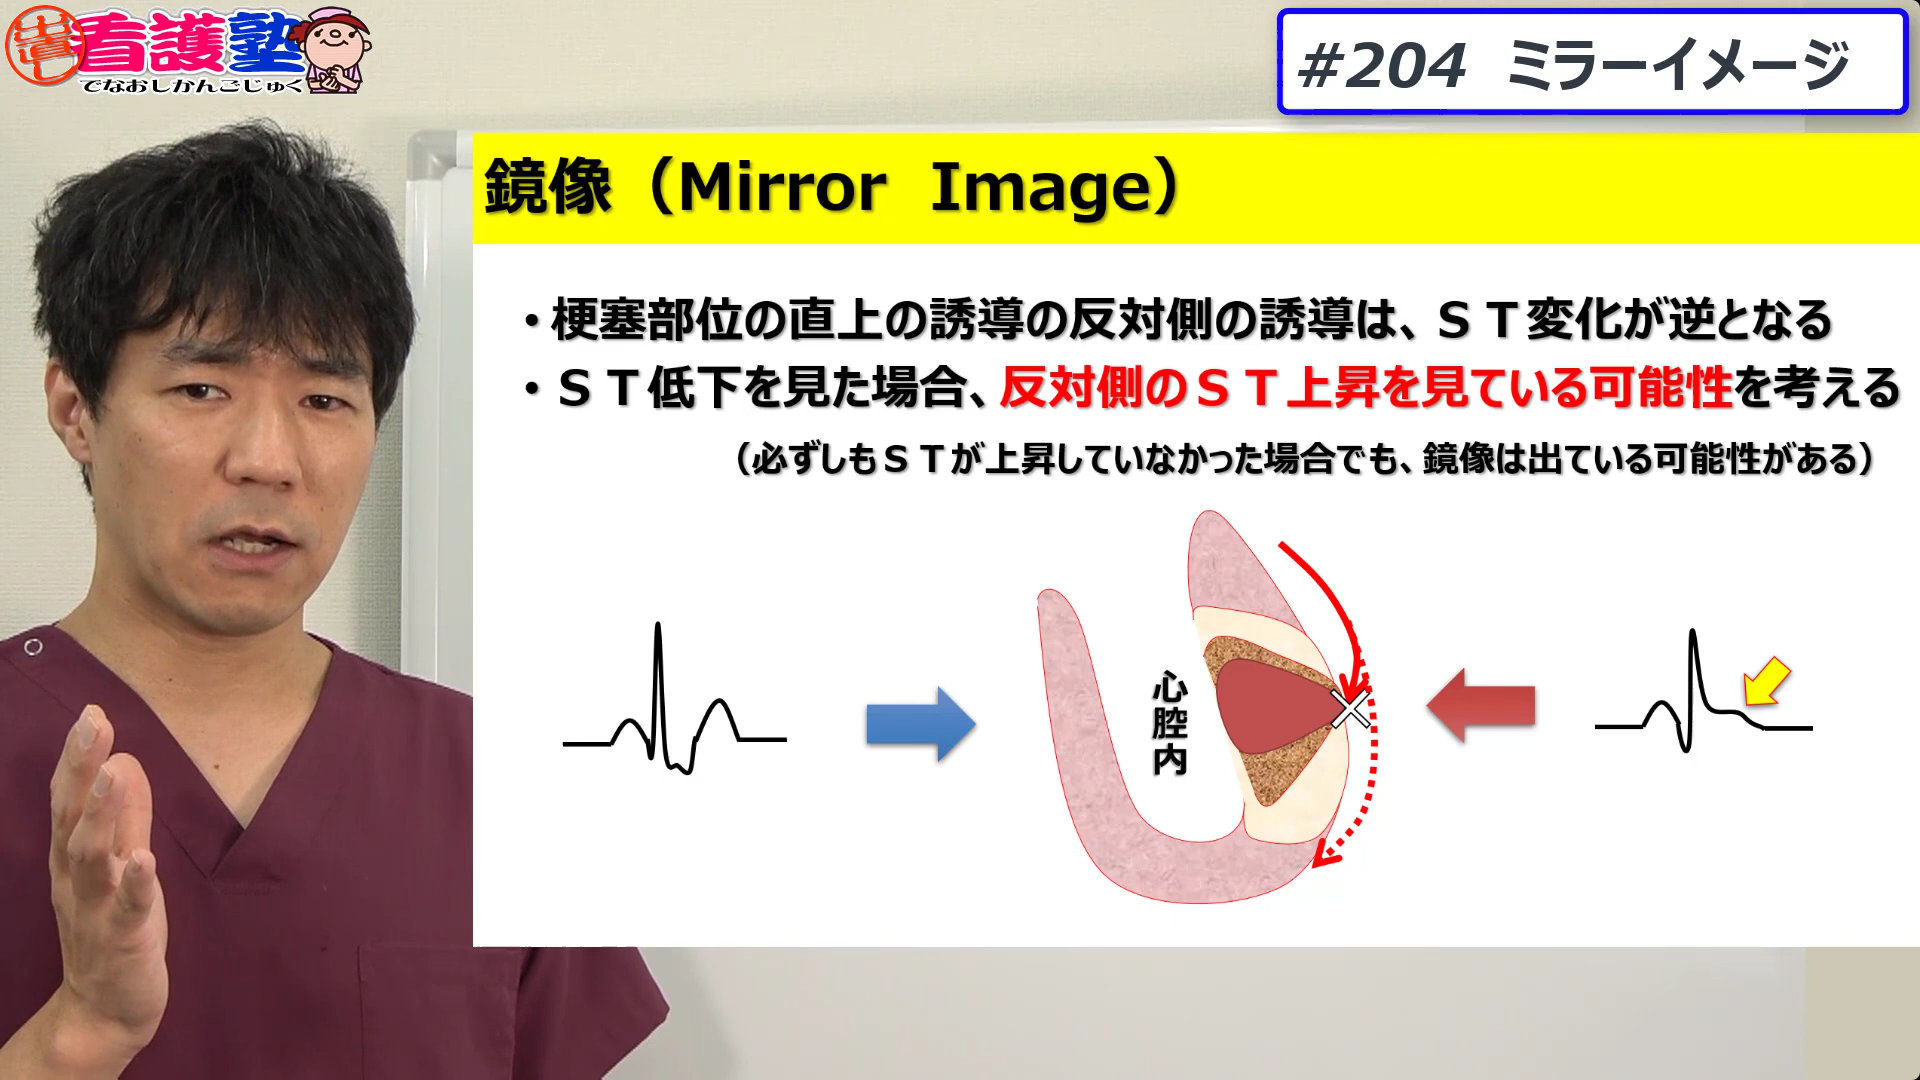 出直し看護塾
でなおしかんごじゅく
#204 ミラーイメージ
鏡像（Mirror Image）
・梗塞部位の直上の誘導の反対側の誘導は、ＳＴ変化が逆となる
・ＳＴ低下を見た場合、反対側のＳＴ上昇を見ている可能性を考える
（必ずしもＳＴが上昇していなかった場合でも、鏡像は出ている可能性がある）
心腔内